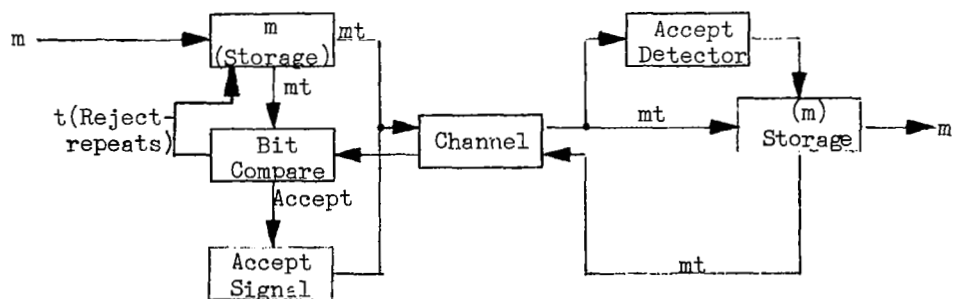 m
m
(Storage)
mt
mt
t(Reject-
repeats)
Bit
Compare
Accept
Accept
Signal
Channel
Accept
Detector
mt
(m)
Storage
m
mt